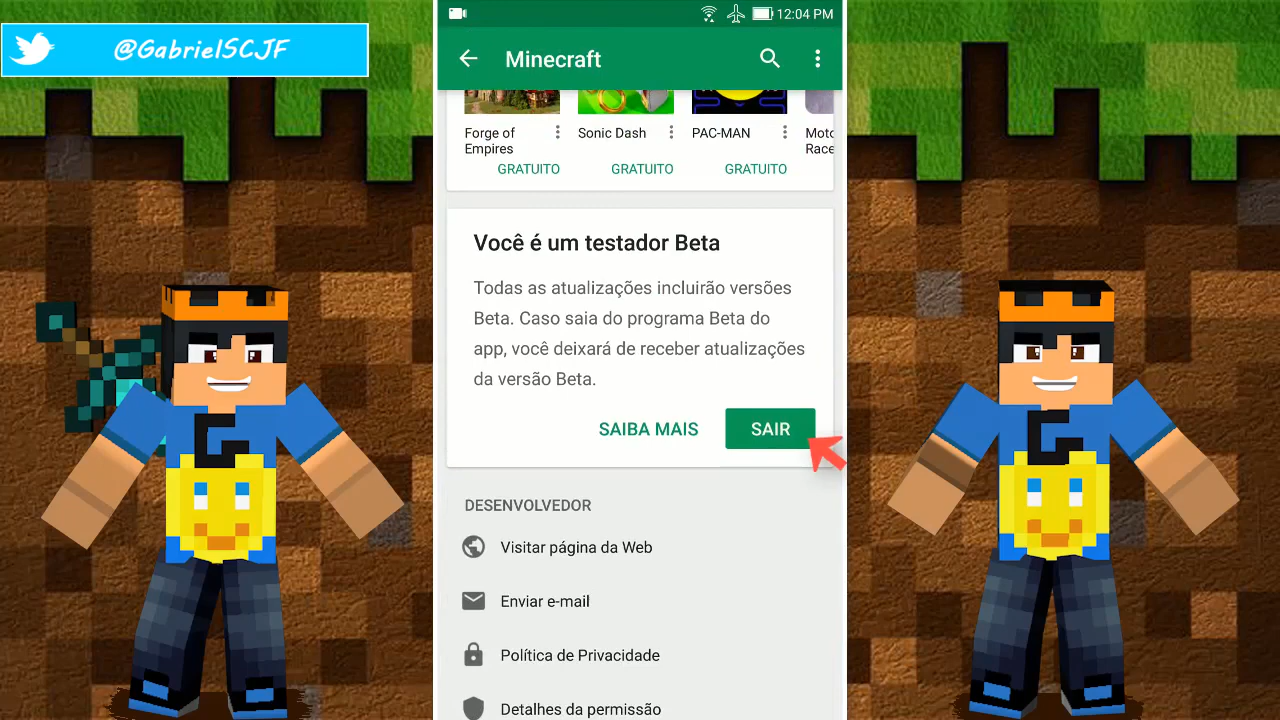 @GabrielSCJF
12:04 PM
Minecraft
Forge of
Empires
GRATUITO
Sonic Dash
GRATUITO
PAC-MAN
GRATUITO
Moto
Race
Você é um testador Beta
Todas as atualizações incluirão versões
Beta. Caso saia do programa Beta do
app, você deixará de receber atualizações
da versão Beta.
SAIBA MAIS
SAIR
DESENVOLVEDOR
Visitar página da Web
Enviar e-mail
Política de Privacidade
Detalhes da permissão